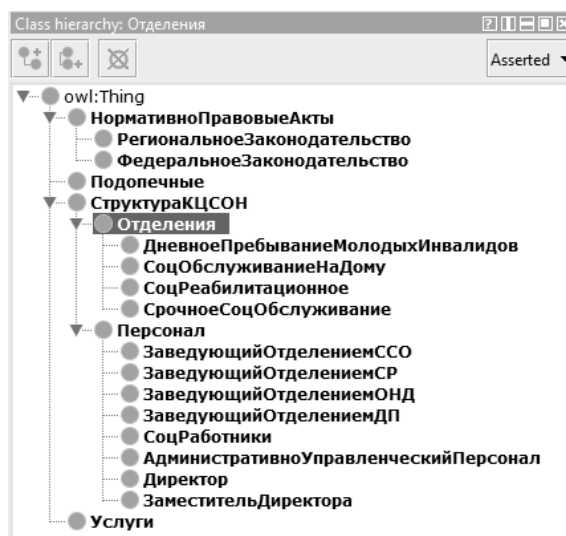 Class hierarchy: Отделения
Asserted
owl:Thing
НормативноПравовыеАкты
РегиональноеЗаконодательство
ФедеральноеЗаконодательство
Подопечные
СтруктураКЦСОН
Отделения
ДневноеПребываниеМолодыхИнвалидов
СоцОбслуживаниеНаДому
СоцРеабилитационное
СрочноеСоцОбслуживание
Персонал
ЗаведующийОтделениемССО
ЗаведующийОтделениемСР
ЗаведующийОтделениемОНД
ЗаведующийОтделениемДП
СоцРаботники
АдминистративноУправленческийПерсонал
Директор
ЗаместительДиректора
Услуги